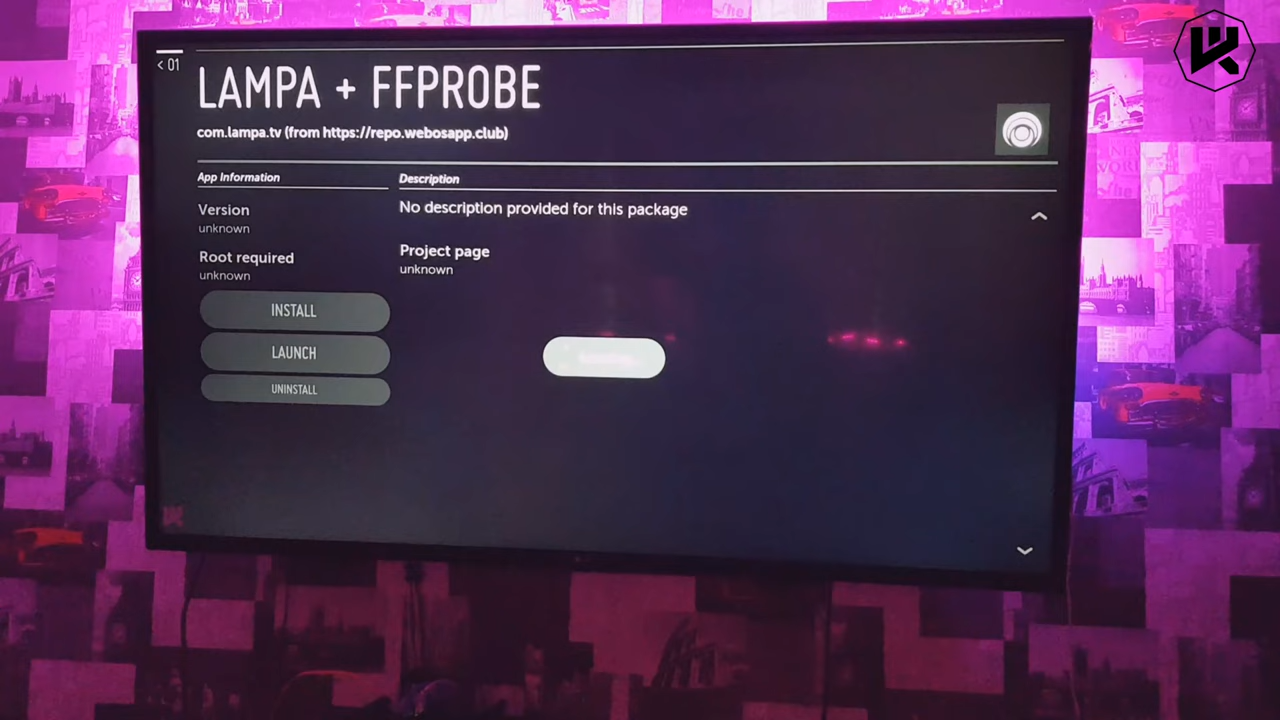 < 01
LAMPA + FFPROBE
com.lampa.tv (from https://repo.webosapp.club)
App Information
Description
Version
unknown
No description provided for this package
Root required
unknown
Project page
unknown
INSTALL
LAUNCH
UNINSTALL